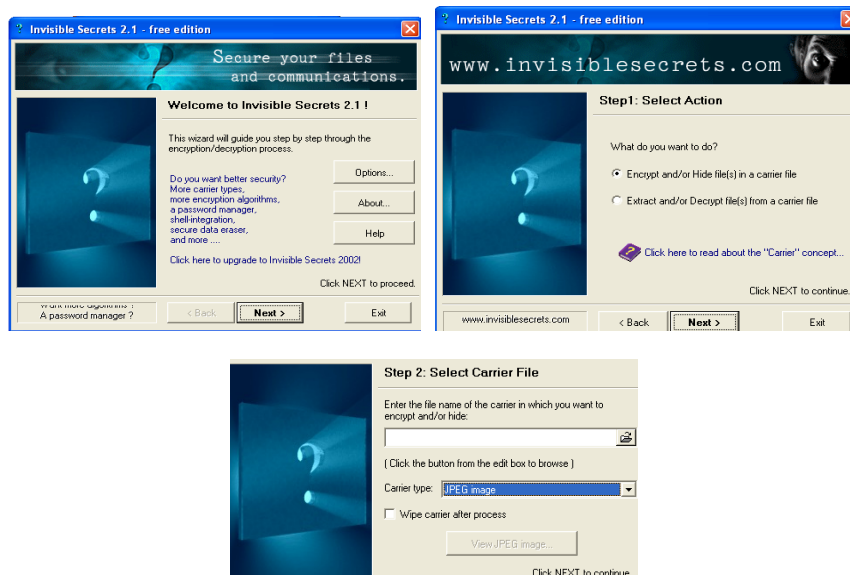 Invisible Secrets 2.1 - free edition
Secure your files
and communications.
Welcome to Invisible Secrets 2.1 !
This wizard will guide you step by step through the
encryption/decryption process.
Do you want better security?
More carrier types,
more encryption algorithms,
a password manager,
shell-integration,
secure data eraser,
and more ....
Click here to upgrade to Invisible Secrets 2002!
Options...
About...
Help
Click NEXT to proceed.
want more algorithms ?
A password manager ?
< Back
Next >
Exit
Invisible Secrets 2.1 - free edition
www.invisiblesecrets.com
Step1: Select Action
What do you want to do?
Encrypt and/or Hide file(s) in a carrier file
Extract and/or Decrypt file(s) from a carrier file
Click here to read about the "Carrier" concept...
Click NEXT to continue.
www.invisiblesecrets.com
< Back
Next >
Exit
Step 2: Select Carrier File
Enter the file name of the carrier in which you want to
encrypt and/or hide:
( Click the button from the edit box to browse )
Carrier type: JPEG image
Wipe carrier after process
View JPEG image...
Click NEXT to continue.